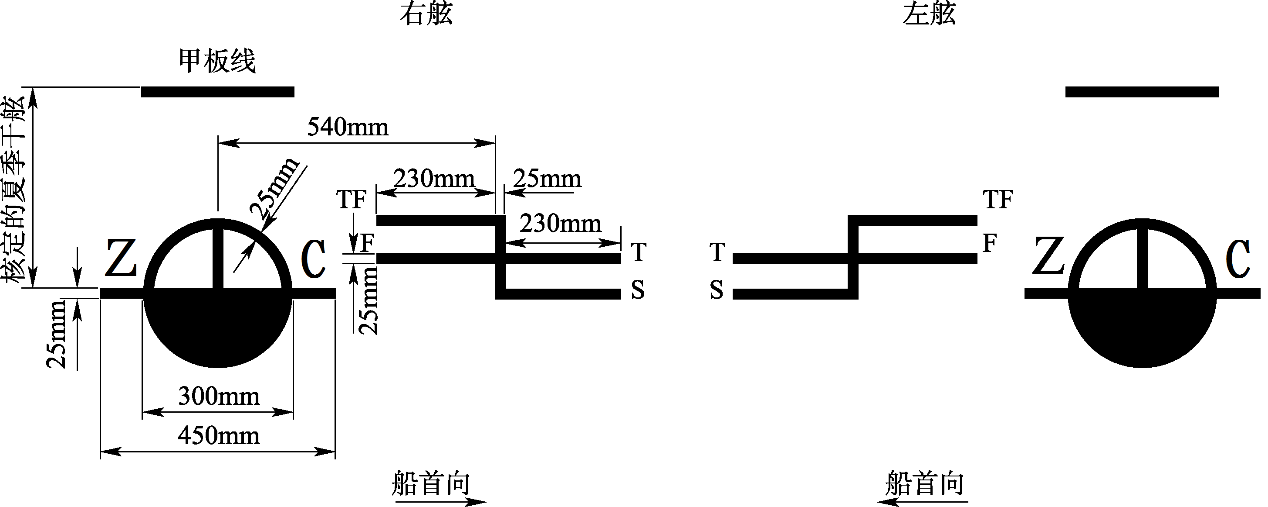 右舷
左舷
甲板线
核定的夏季干舷
540mm
230mm
25mm
25mm
TF
TF
230mm
F
F
Z
C
T
T
Z
C
S
S
25mm
25mm
300mm
450mm
船首向
船首向